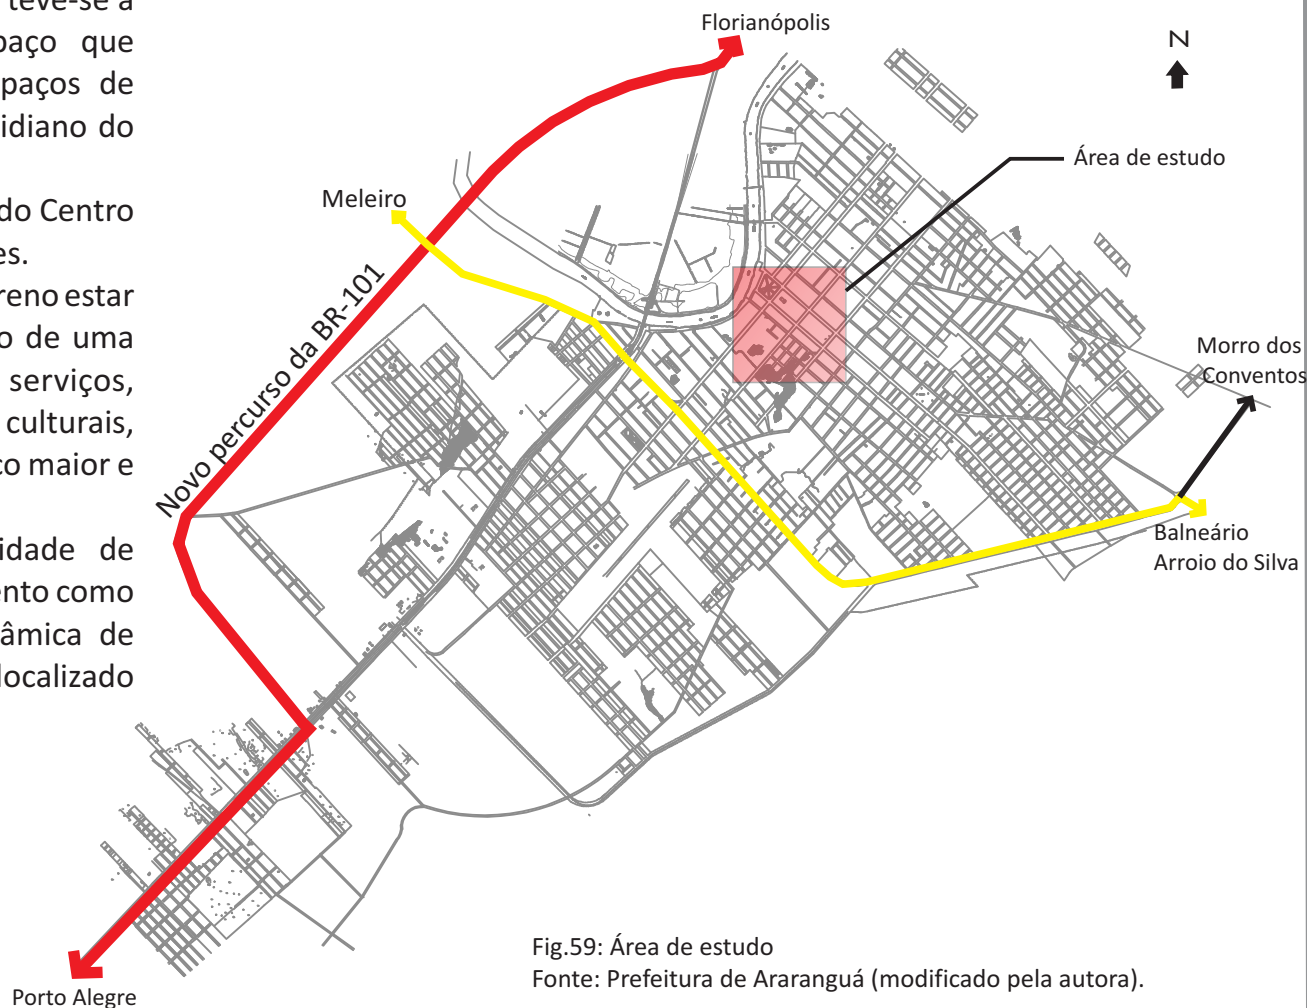 teve-se a
paço que
paços de
idiano do
do Centro
es.
reno estar
o de uma
serviços,
culturais,
co maior e
idade de
ento como
âmica de
localizado
Florianópolis
N
Área de estudo
Meleiro
Novo percurso da BR-101
Morro dos
Conventos
Balneário
Arroio do Silva
Porto Alegre
Fig.59: Área de estudo
Fonte: Prefeitura de Araranguá (modificado pela autora).